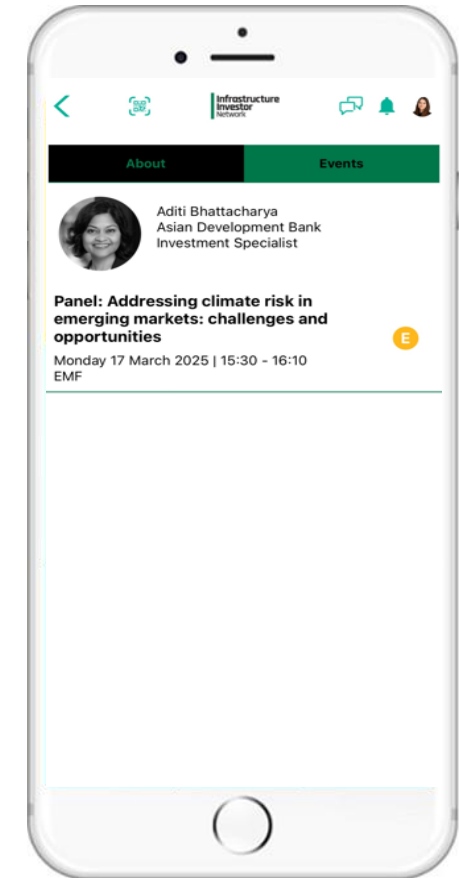 Infrastructure
Investor
Network
About
Events
Aditi Bhattacharya
Asian Development Bank
Investment Specialist
Panel: Addressing climate risk in
emerging markets: challenges and
opportunities
E
Monday 17 March 2025 | 15:30 - 16:10
EMF